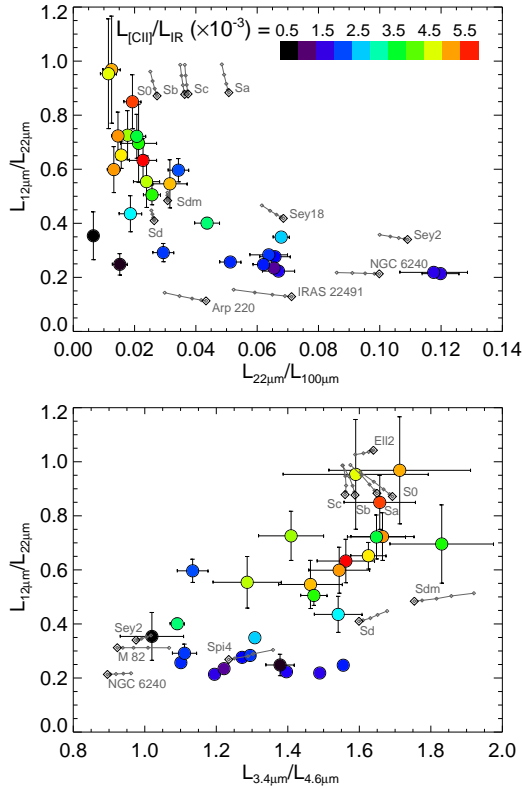 L[CII]/LIR (×10-3) = 0.5 1.5 2.5 3.5 4.5 5.5
1.2
1.0
0.8
0.6
0.4
0.2
0.0
L12μm/L22μm
S0
Sb
Sc
Sa
Sdm
Sd
Sey18
Sey2
NGC 6240
IRAS 22491
Arp 220
0.00 0.02 0.04 0.06 0.08 0.10 0.12 0.14
L22μm/L100μm
1.2
1.0
0.8
0.6
0.4
0.2
0.0
L12μm/L22μm
Ell2
S0
Sc
Sb
Sa
Sdm
Sd
Sey2
M 82
Spi4
NGC 6240
0.8 1.0 1.2 1.4 1.6 1.8 2.0
L3.4μm/L4.6μm